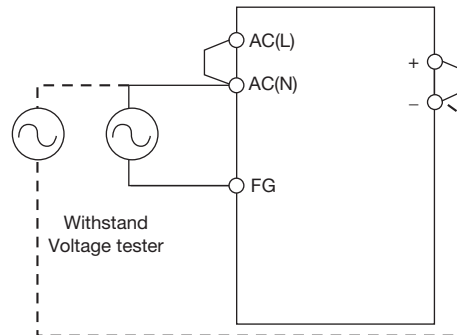 AC(L)
+
AC(N)
−
FG
Withstand
Voltage tester